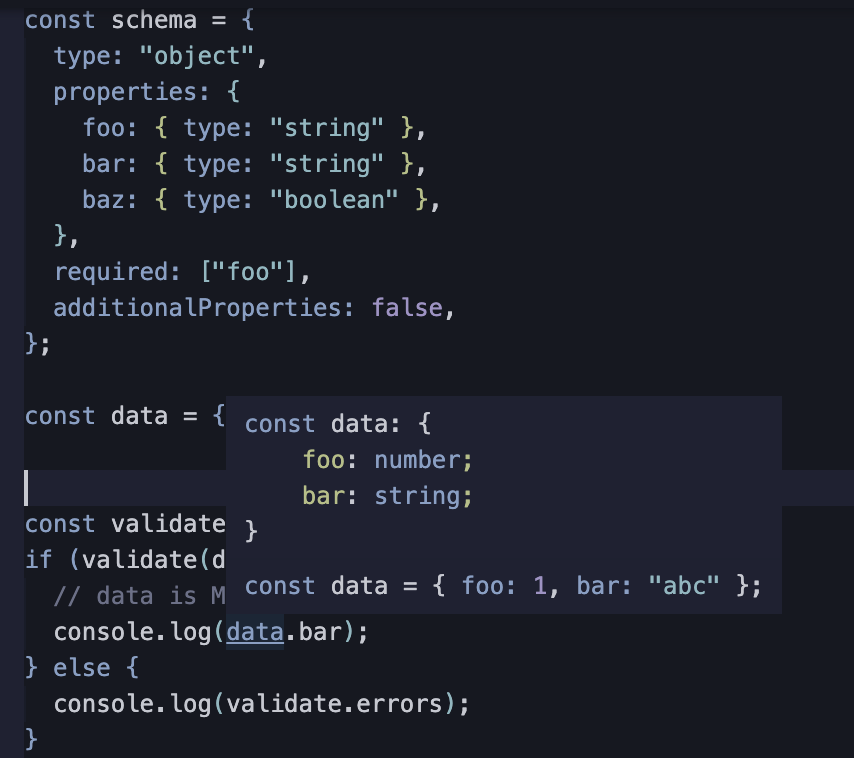 const schema = {
  type: "object",
  properties: {
    foo: { type: "string" },
    bar: { type: "string" },
    baz: { type: "boolean" },
  },
  required: ["foo"],
  additionalProperties: false,
};
const data = {
const data: {
    foo: number;
    bar: string;
}
const data = { foo: 1, bar: "abc" };
const validate
if (validate(d
  // data is M
  console.log(data.bar);
} else {
  console.log(validate.errors);
}